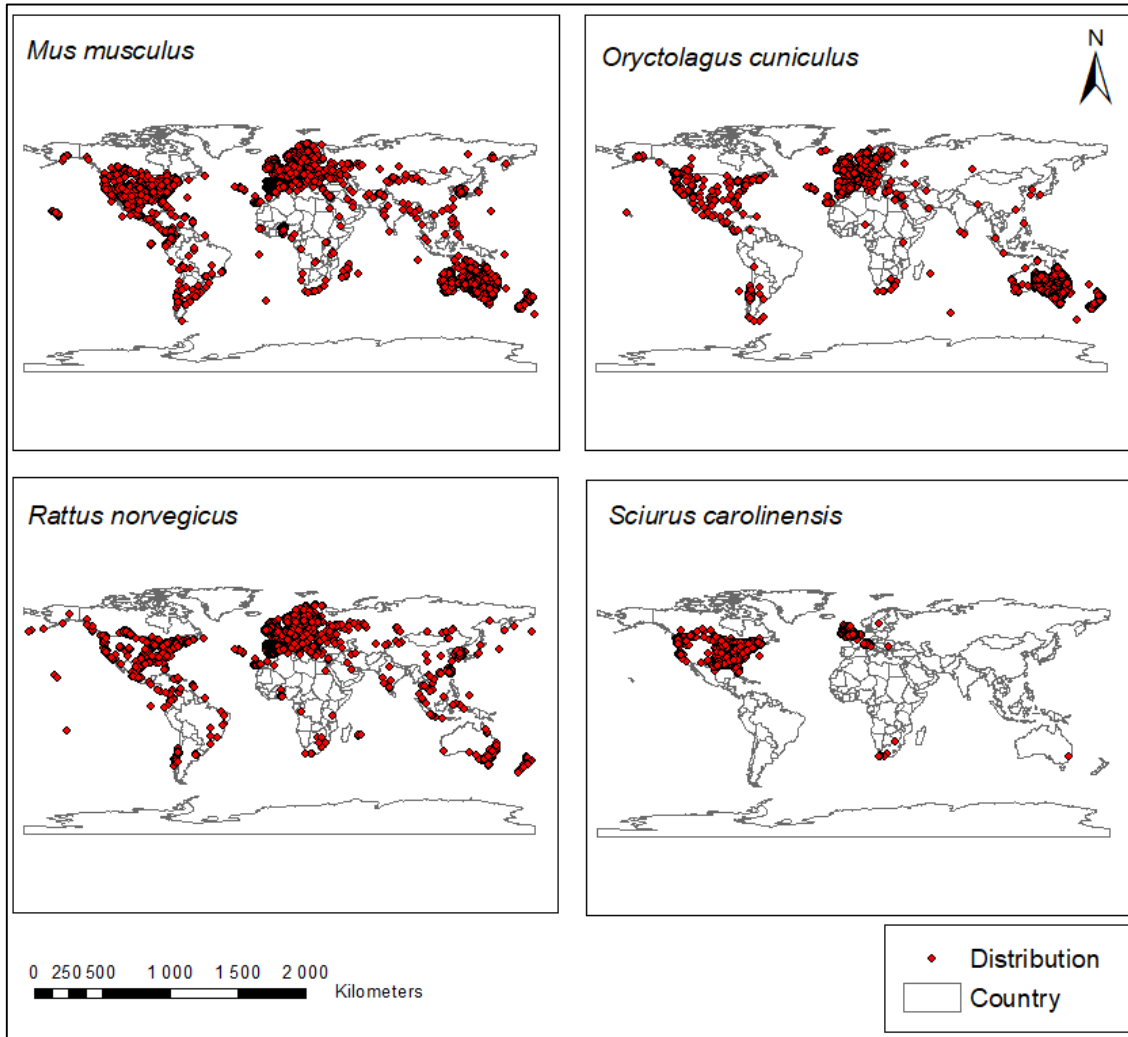 Mus musculus
Oryctolagus cuniculus
N
Rattus norvegicus
Sciurus carolinensis
0 250 500 1 000 1 500 2 000
Kilometers
Distribution
Country